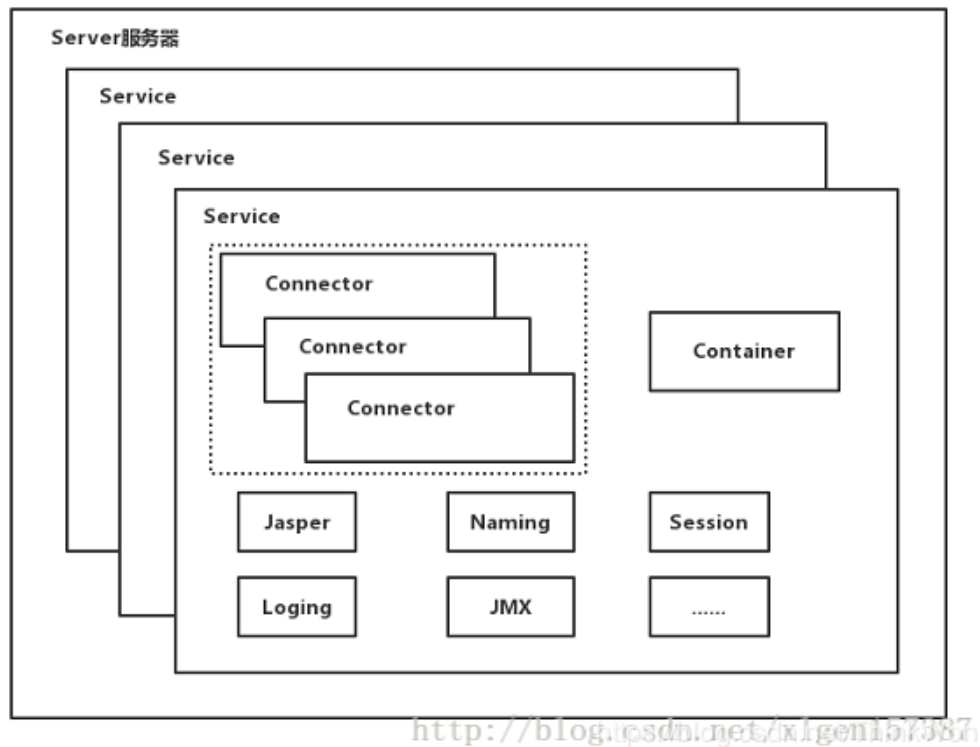 Server服务器
Service
Service
Service
Connector
Connector
Container
Connector
Jasper
Naming
Session
Loging
JMX
......
http://blog.csdn.net/xlgen157387